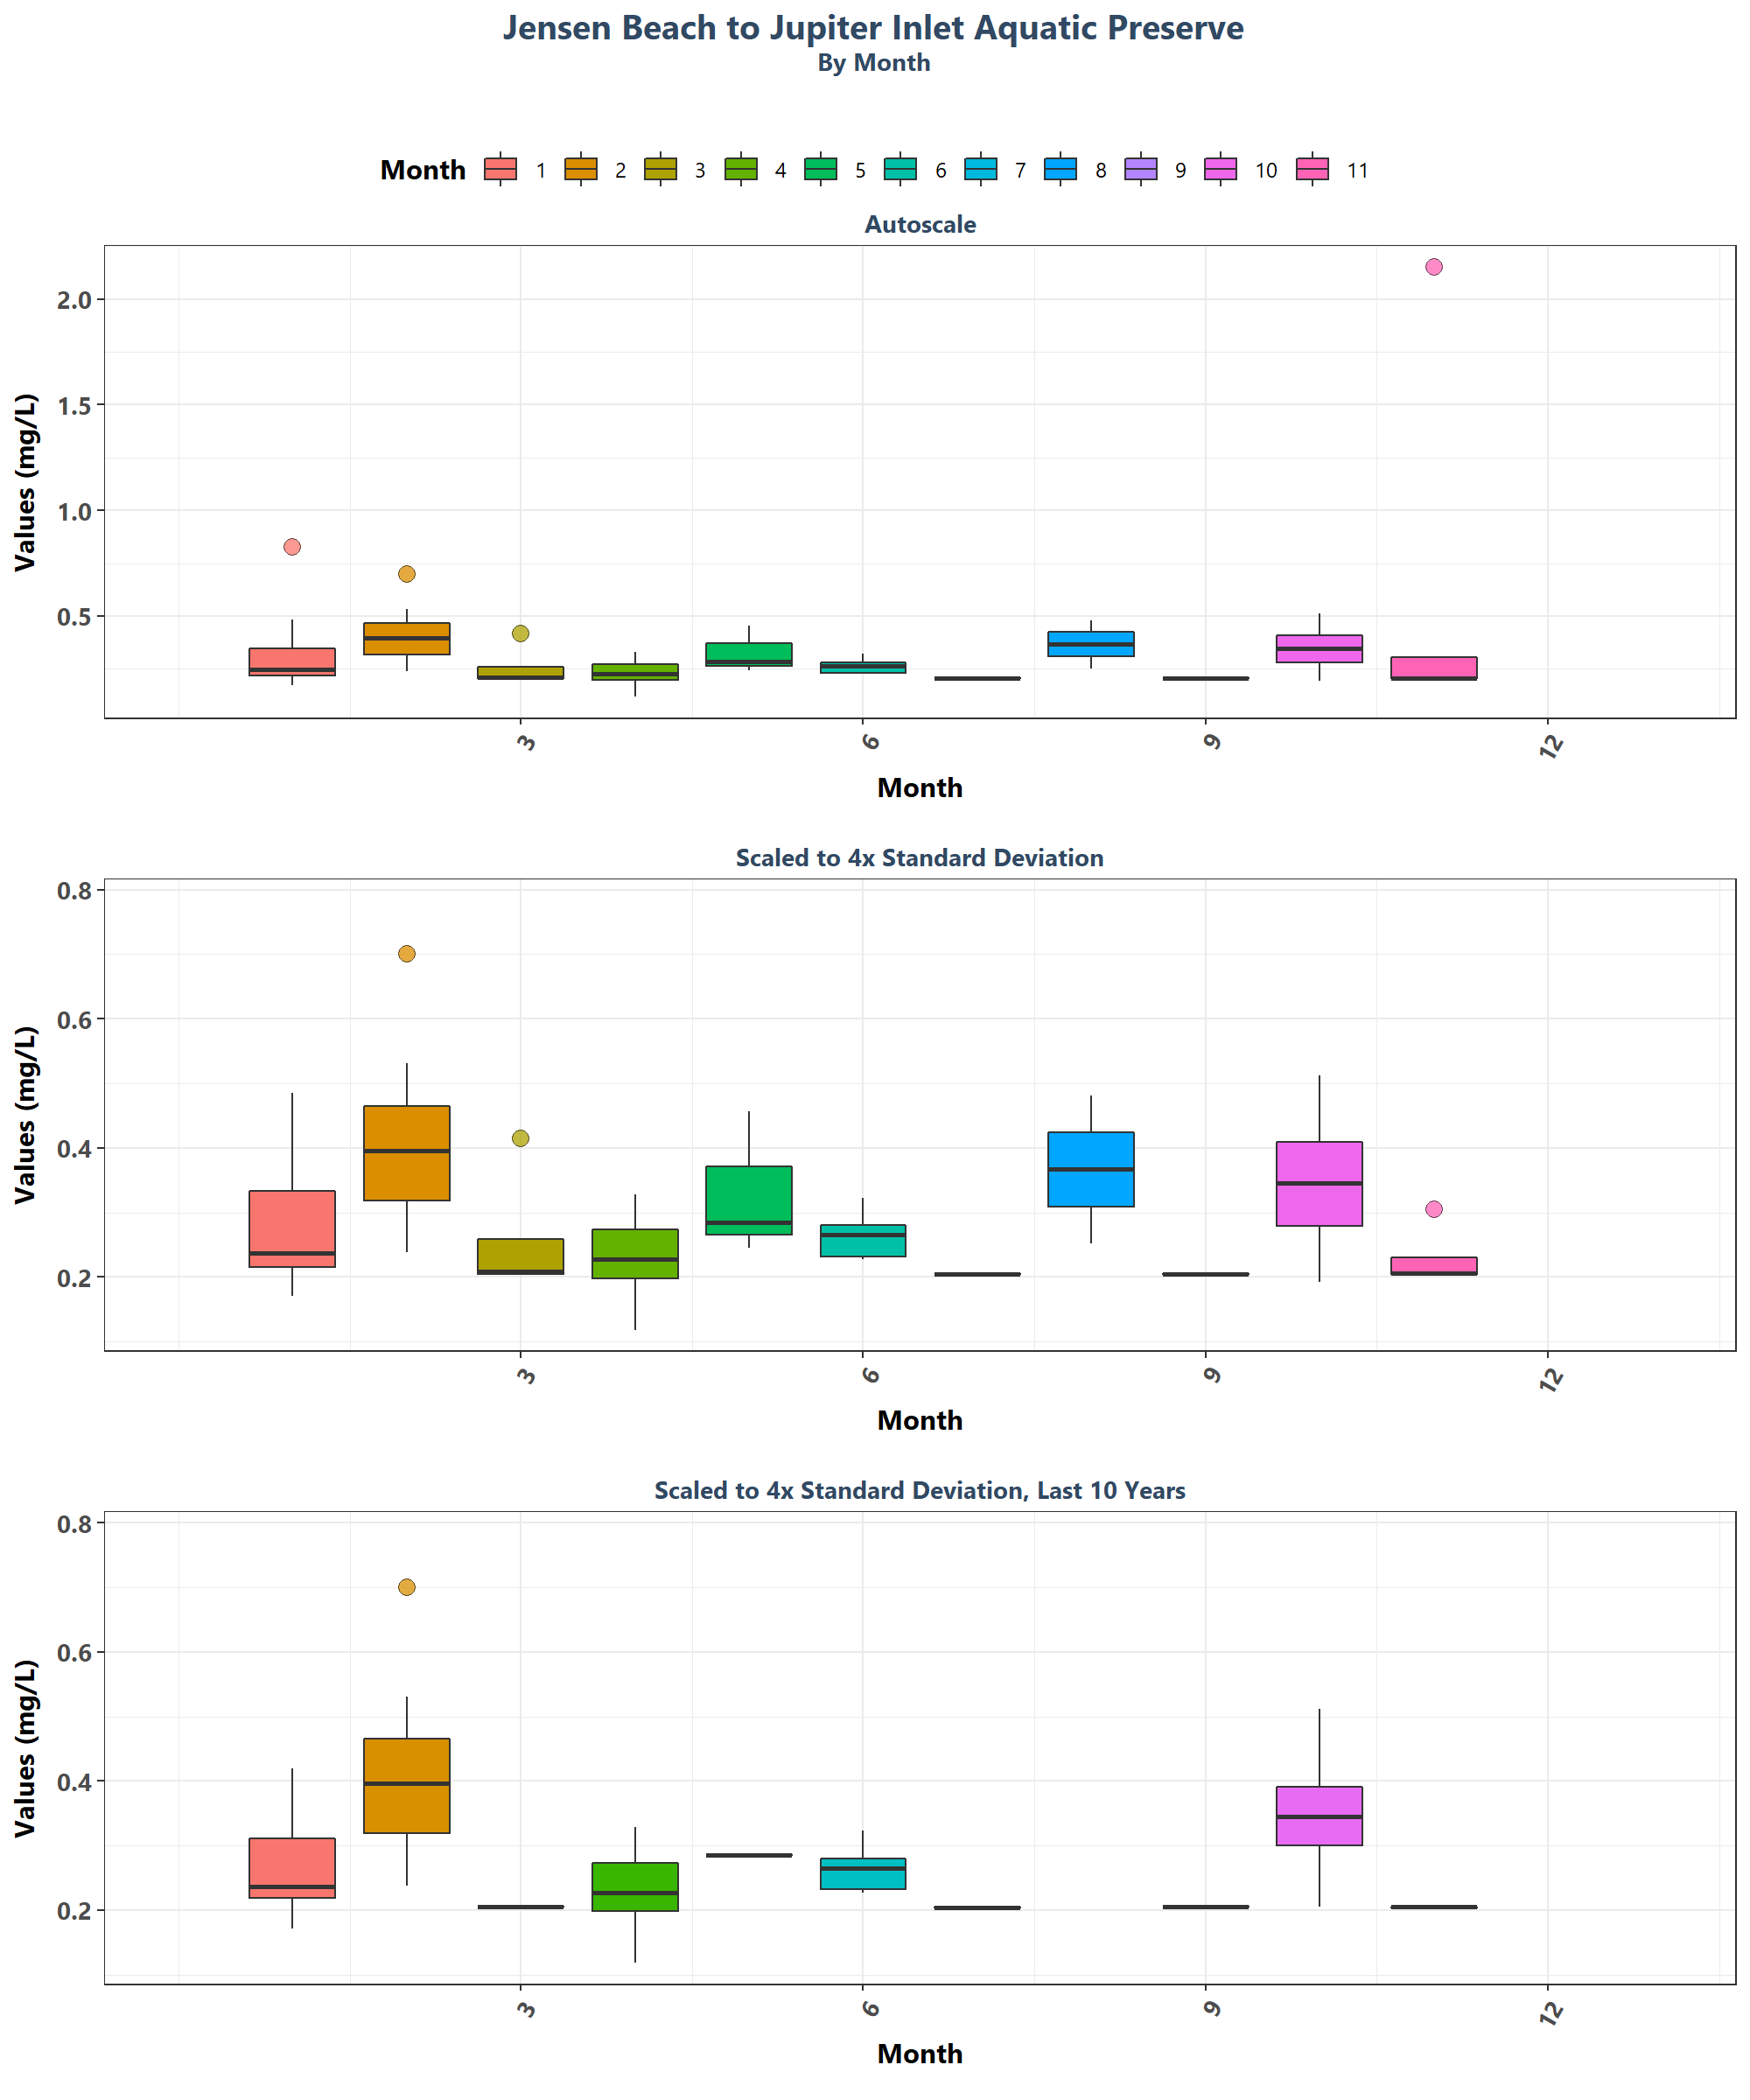 Jensen Beach to Jupiter Inlet Aquatic Preserve
By Month
Month 1 2 3 4 5 6 7 8 9 10 11
Autoscale
Values (mg/L)
2.0
1.5
1.0
0.5
3 6 9 12
Month
Scaled to 4x Standard Deviation
Values (mg/L)
0.8
0.6
0.4
0.2
3 6 9 12
Month
Scaled to 4x Standard Deviation, Last 10 Years
Values (mg/L)
0.8
0.6
0.4
0.2
3 6 9 12
Month